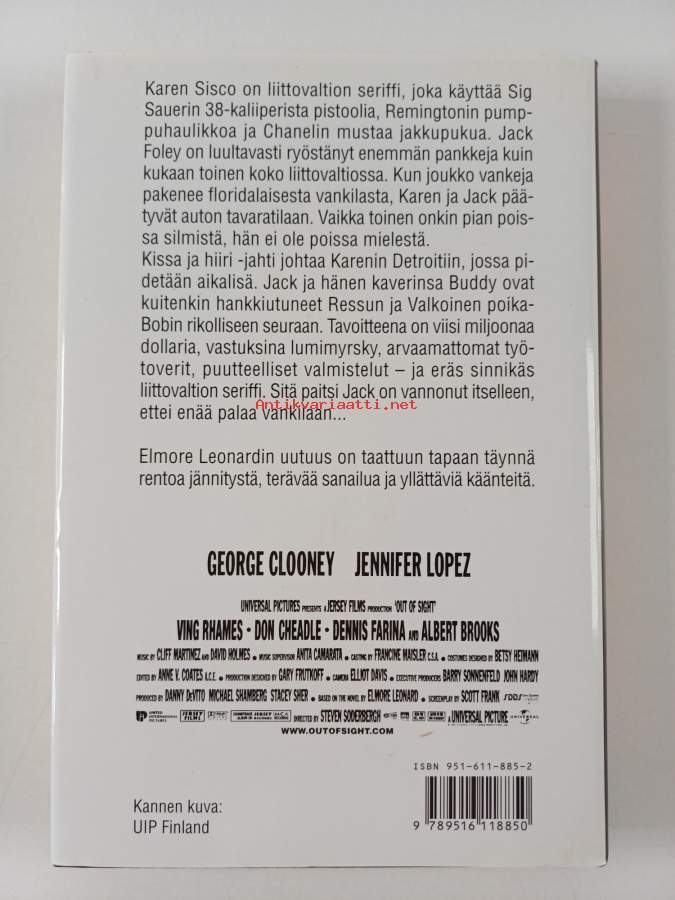 Karen Sisco on liittovaltion seriffi, joka käyttää Sig
Sauerin 38-kaliiperista pistoolia, Remingtonin pump-
puhaulikkoa ja Chanelin mustaa jakkupukua. Jack
Foley on luultavasti ryöstänyt enemmän pankkeja kuin
kukaan toinen koko liittovaltiossa. Kun joukko vankeja
pakenee floridalaisesta vankilasta, Karen ja Jack pää-
tyvät auton tavaratilaan. Vaikka toinen onkin pian pois-
sa silmistä, hän ei ole poissa mielestä.
Kissa ja hiiri -jahti johtaa Karenin Detroitiin, jossa pi-
detään aikalisä. Jack ja hänen kaverinsa Buddy ovat
kuitenkin hankkiutuneet Ressun ja Valkoinen poika-
Bobin rikolliseen seuraan. Tavoitteena on viisi miljoonaa
dollaria, vastuksina lumimyrsky, arvaamattomat työ-
toverit, puutteelliset valmistelut – ja eräs sinnikäs
liittovaltion seriffi. Sitä paitsi Jack on vannonut itselleen,
ettei enää palaa vankilaan...
Antikvariaatti.net
Elmore Leonardin uutuus on taattuun tapaan täynnä
rentoa jännitystä, terävää sanailua ja yllättäviä käänteitä.
GEORGE CLOONEY JENNIFER LOPEZ
UNIVERSAL PICTURES PRESENTS A JERSEY FILMS PRODUCTION 'OUT OF SIGHT'
VING RHAMES • DON CHEADLE • DENNIS FARINA AND ALBERT BROOKS
MUSIC BY CLIFF MARTINEZ AND DAVID HOLMES • MUSIC SUPERVISOR ANITA CAMARATA • CASTING BY FRANCINE MAISLER C.S.A. • COSTUMES DESIGNED BY BETSY HEIMANN
EDITED BY ANNE V. COATES A.C.E. • PRODUCTION DESIGNED BY GARY FRUTKOFF • CAMERA ELLIOT DAVIS • EXECUTIVE PRODUCERS BARRY SONNENFELD JOHN HARDY
PRODUCED BY DANNY DeVITO MICHAEL SHAMBERG STACEY SHER • BASED ON THE NOVEL BY ELMORE LEONARD • SCREENPLAY BY SCOTT FRANK SDDS
UNITED INTERNATIONAL PICTURES JERSEY FILMS DIRECTED BY STEVEN SODERBERGH A UNIVERSAL PICTURE UNIVERSAL
WWW.OUTOFSIGHT.COM
ISBN 951-611-885-2
9 789516 118850
Kannen kuva:
UIP Finland